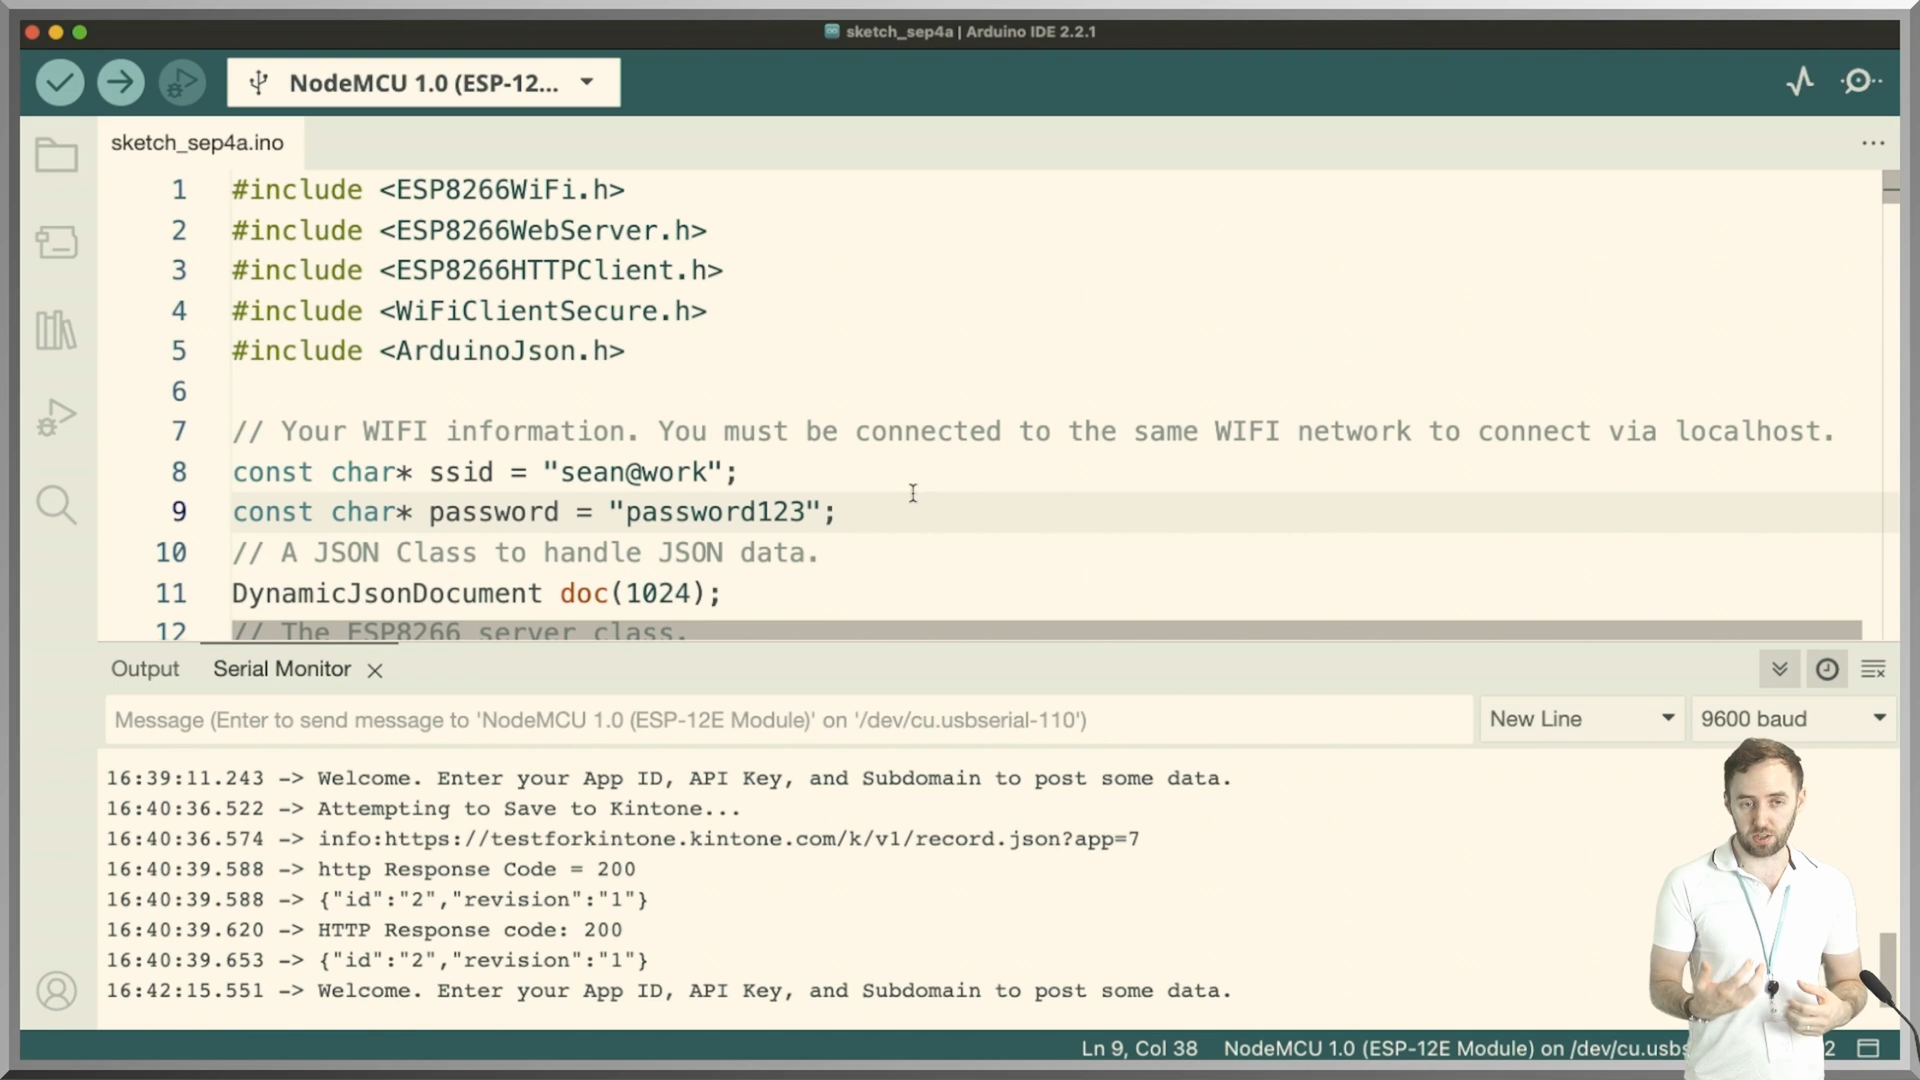 sketch_sep4a | Arduino IDE 2.2.1
NodeMCU 1.0 (ESP-12...
sketch_sep4a.ino
1 #include <ESP8266WiFi.h>
2 #include <ESP8266WebServer.h>
3 #include <ESP8266HTTPClient.h>
4 #include <WiFiClientSecure.h>
5 #include <ArduinoJson.h>
6
7 // Your WIFI information. You must be connected to the same WIFI network to connect via localhost.
8 const char* ssid = "sean@work";
9 const char* password = "password123";
10 // A JSON Class to handle JSON data.
11 DynamicJsonDocument doc(1024);
12 // The ESP8266 server class.
Output Serial Monitor
Message (Enter to send message to 'NodeMCU 1.0 (ESP-12E Module)' on '/dev/cu.usbserial-110') New Line 9600 baud
16:39:11.243 -> Welcome. Enter your App ID, API Key, and Subdomain to post some data.
16:40:36.522 -> Attempting to Save to Kintone...
16:40:36.574 -> info:https://testforkintone.kintone.com/k/v1/record.json?app=7
16:40:39.588 -> http Response Code = 200
16:40:39.588 -> {"id":"2","revision":"1"}
16:40:39.620 -> HTTP Response code: 200
16:40:39.653 -> {"id":"2","revision":"1"}
16:42:15.551 -> Welcome. Enter your App ID, API Key, and Subdomain to post some data.
Ln 9, Col 38 NodeMCU 1.0 (ESP-12E Module) on /dev/cu.usbs 2